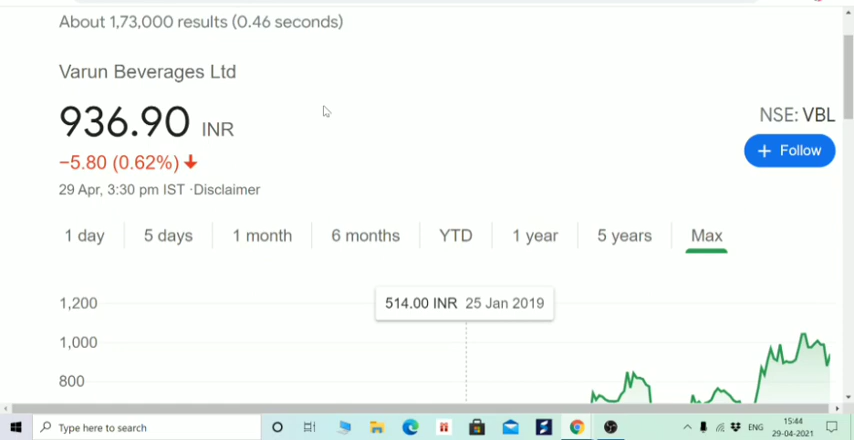 About 1,73,000 results (0.46 seconds)
Varun Beverages Ltd
936.90 INR
NSE: VBL
−5.80 (0.62%)
+ Follow
29 Apr, 3:30 pm IST ·Disclaimer
1 day 5 days 1 month 6 months YTD 1 year 5 years Max
1,200
514.00 INR 25 Jan 2019
1,000
800
Type here to search
ENG
15:44
29-04-2021